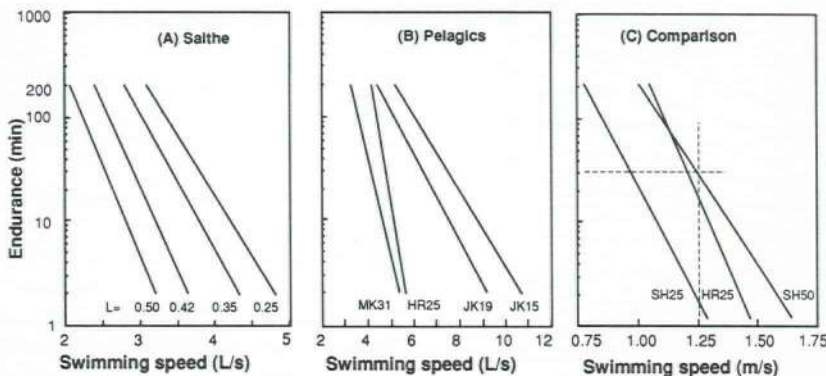 (A) Saithe
1000
200
100
10
1
Endurance (min)
L= 0.50 0.42 0.35 0.25
2 3 4 5
Swimming speed (L/s)
(B) Pelagics
MK31 HR25 JK19 JK15
2 4 6 8 10 12
Swimming speed (L/s)
(C) Comparison
SH25 HR25 SH50
0.75 1.00 1.25 1.75
Swimming speed (m/s)